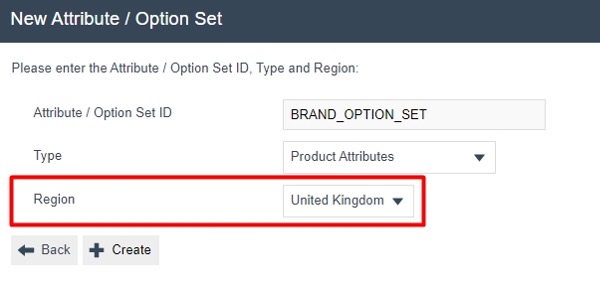 New Attribute / Option Set
Please enter the Attribute / Option Set ID, Type and Region:
Attribute / Option Set ID BRAND_OPTION_SET
Type Product Attributes
Region United Kingdom
Back Create